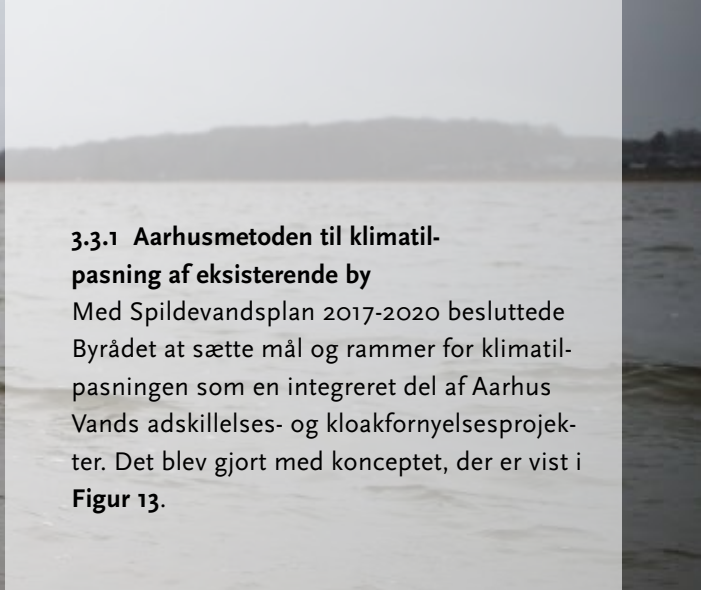 3.3.1 Aarhusmetoden til klimatil-
pasning af eksisterende by
Med Spildevandsplan 2017-2020 besluttede
Byrådet at sætte mål og rammer for klimatil-
pasningen som en integreret del af Aarhus
Vands adskillelses- og kloakfornyelsesprojek-
ter. Det blev gjort med konceptet, der er vist i
Figur 13.